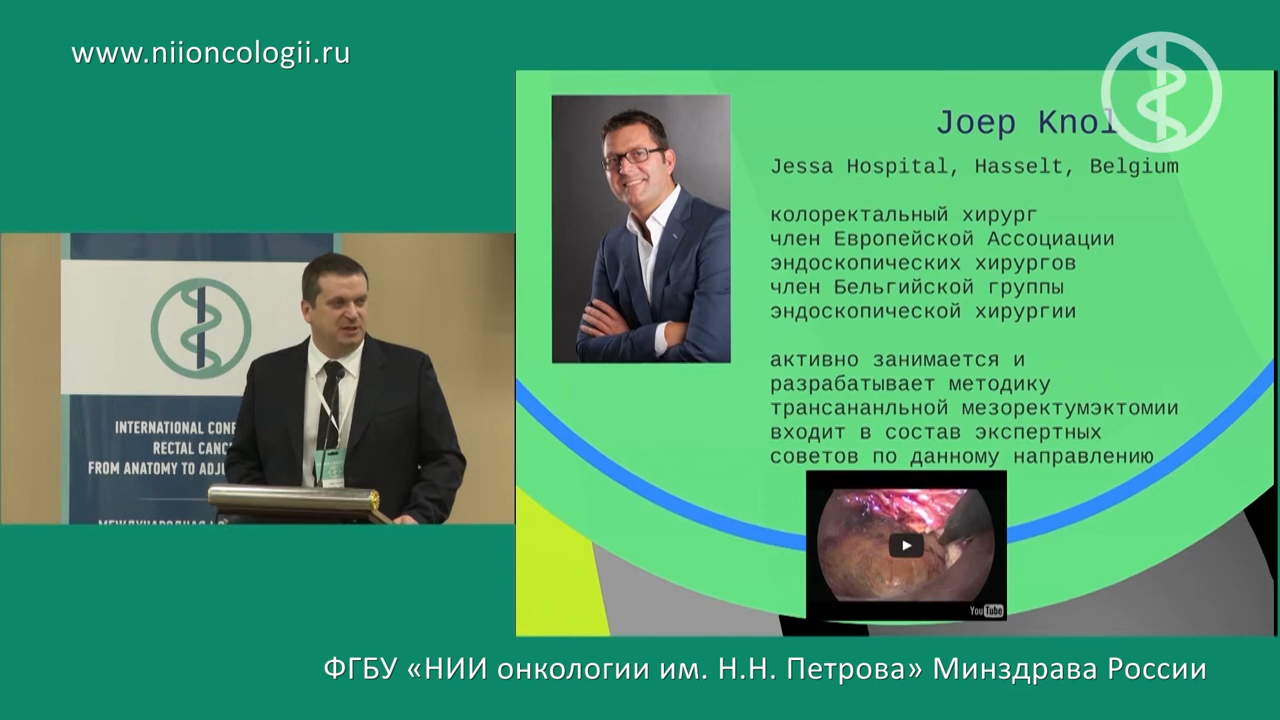 www.niioncologii.ru
Joep Knol
Jessa Hospital, Hasselt, Belgium
колоректальный хирург
член Европейской Ассоциации
эндоскопических хирургов
член Бельгийской группы
эндоскопической хирургии
активно занимается и
разрабатывает методику
трансананльной мезоректумэктомии
входит в состав экспертных
советов по данному направлению
YouTube
INTERNATIONAL CONF
RECTAL CANC
FROM ANATOMY TO ADJU
МЕЖДУНАРОДНАЯ
ФГБУ «НИИ онкологии им. Н.Н. Петрова» Минздрава России